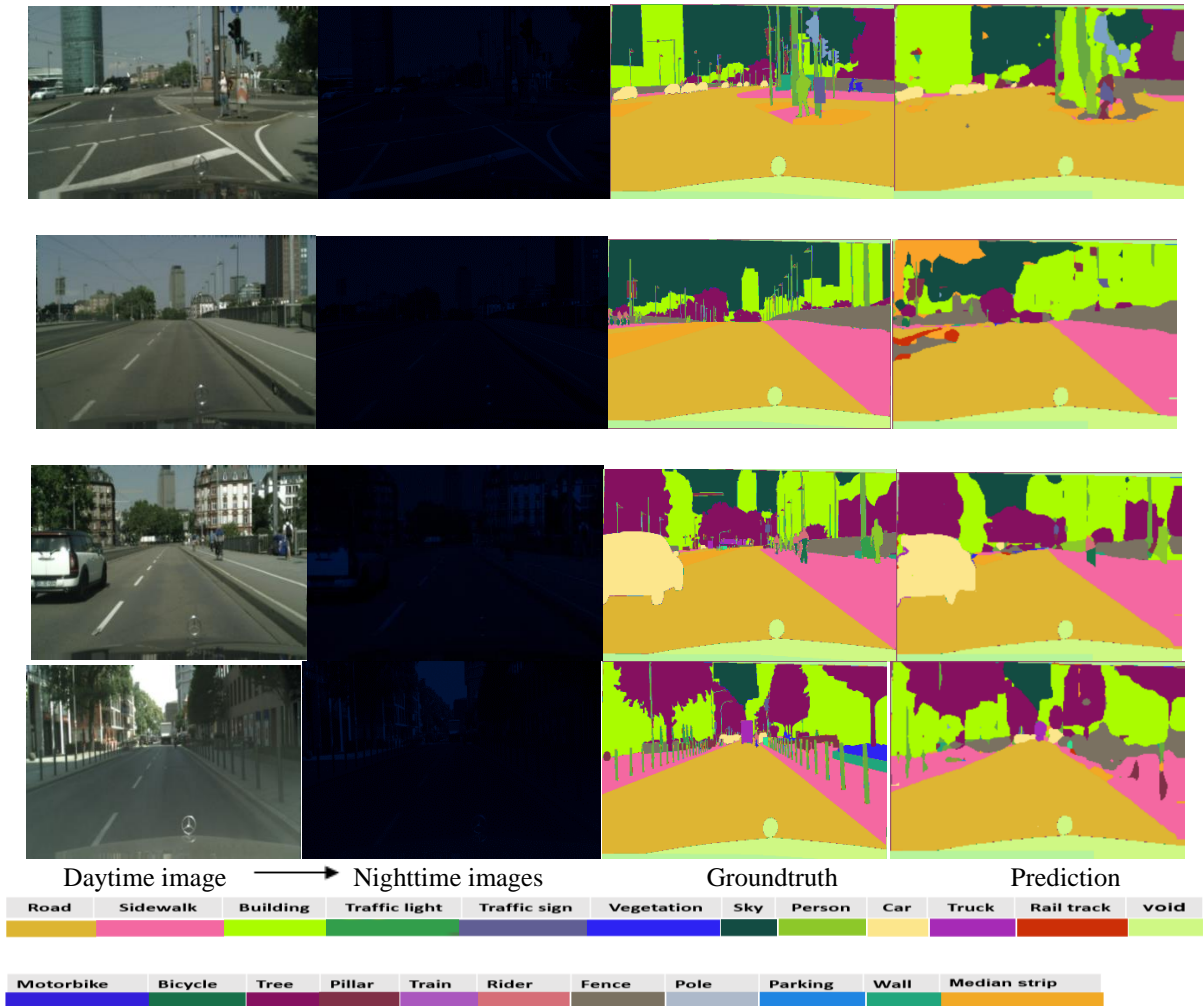 Daytime image Nighttime images Groundtruth Prediction
Road Sidewalk Building Traffic light Traffic sign Vegetation Sky Person Car Truck Rail track void
Motorbike Bicycle Tree Pillar Train Rider Fence Pole Parking Wall Median strip